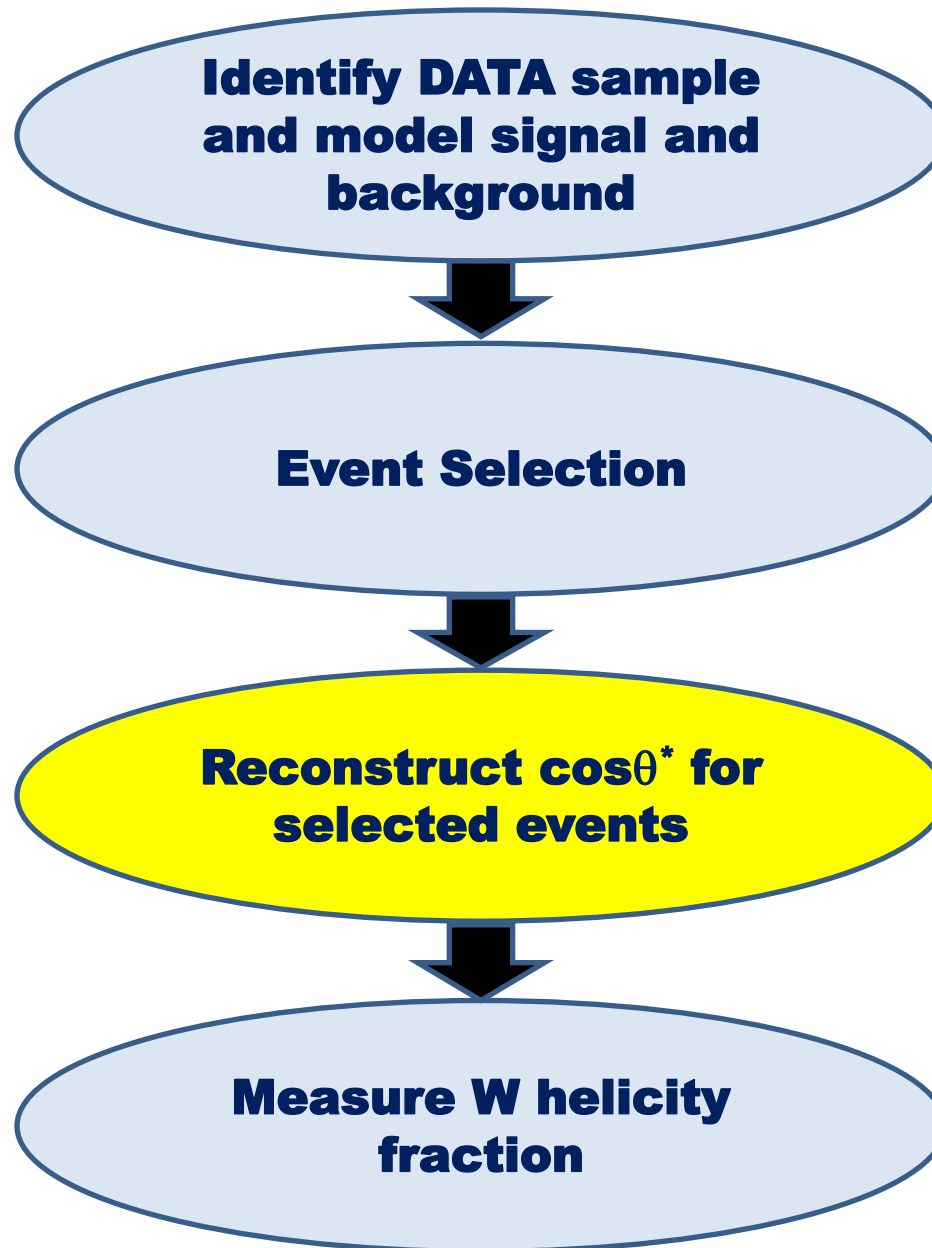 Identify DATA sample
and model signal and
background
Event Selection
Reconstruct cosθ* for
selected events
Measure W helicity
fraction